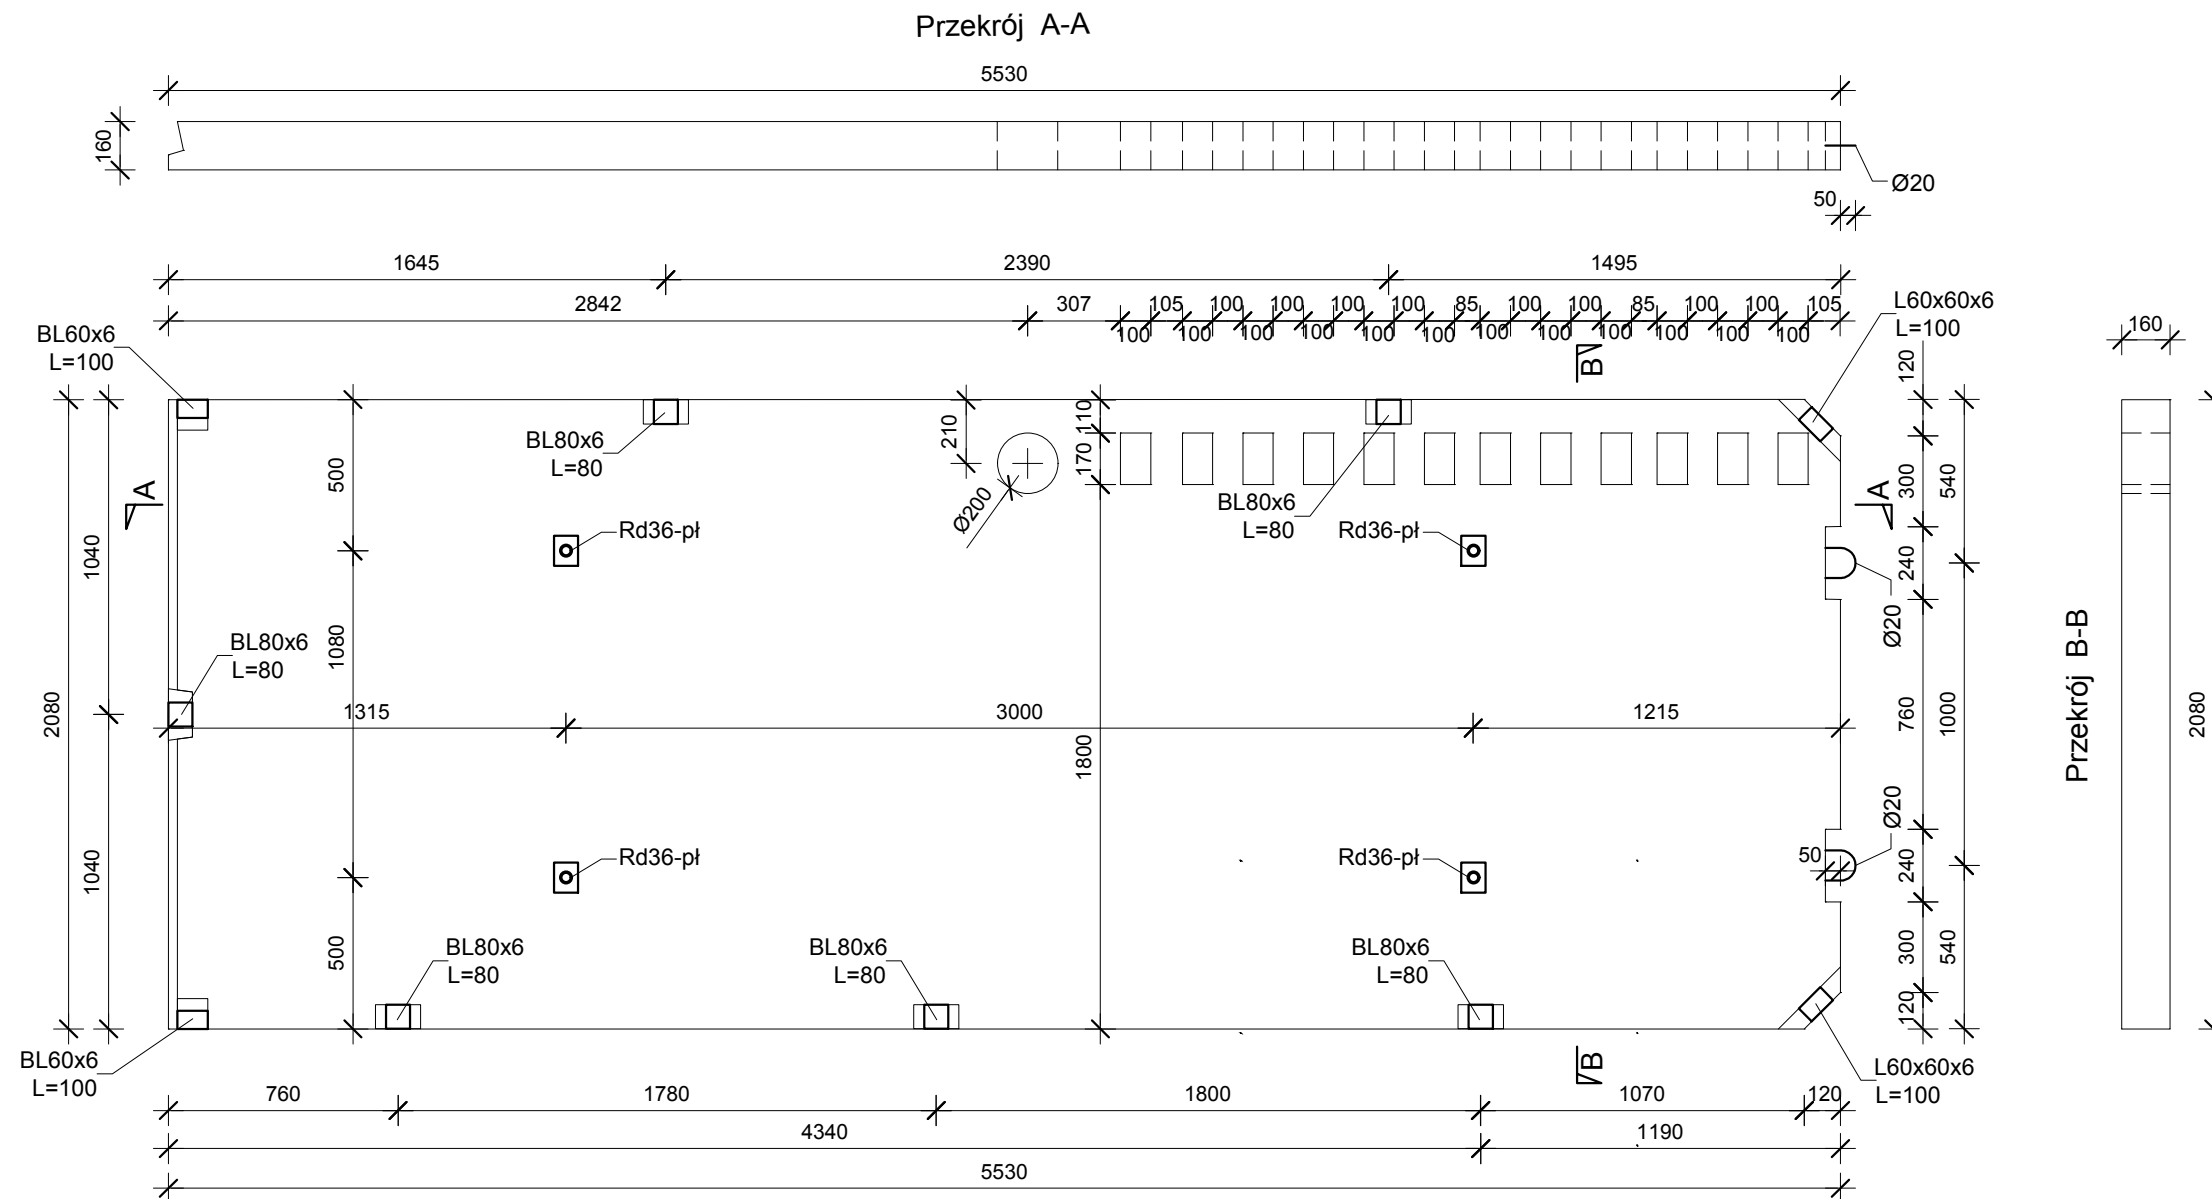 Przekrój A-A
5530
160
Ø20
50
1645
2390
1495
2842
307
105
100
100
100
100
85
100
100
85
100
100
105
100
100
100
100
100
100
100
100
100
100
100
100
L60x60x6
L=100
BL60x6
L=100
B
160
120
BL80x6
L=80
210
110
170
Ø200
BL80x6
L=80
500
300
540
A
A
Rd36-pł
Rd36-pł
1040
240
Ø20
BL80x6
L=80
1080
2080
1315
3000
1215
760
1000
Przekrój B-B
2080
1800
Ø20
Rd36-pł
Rd36-pł
50
240
1040
500
BL80x6
L=80
BL80x6
L=80
BL80x6
L=80
300
540
120
BL60x6
L=100
B
L60x60x6
L=100
760
1780
1800
1070
120
4340
1190
5530